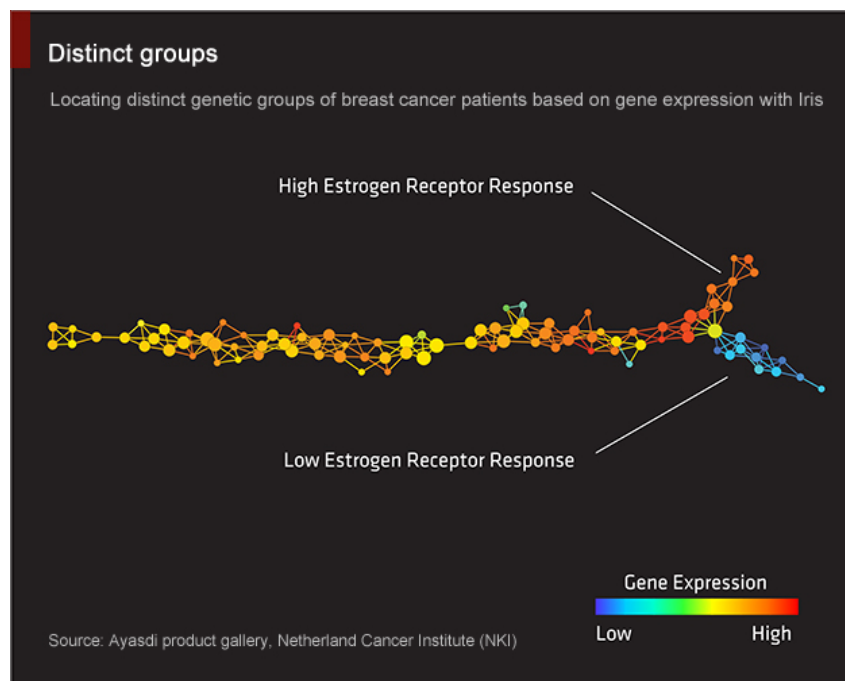 Distinct groups
Locating distinct genetic groups of breast cancer patients based on gene expression with Iris
High Estrogen Receptor Response
Low Estrogen Receptor Response
Gene Expression
Low High
Source: Ayasdi product gallery, Netherland Cancer Institute (NKI)